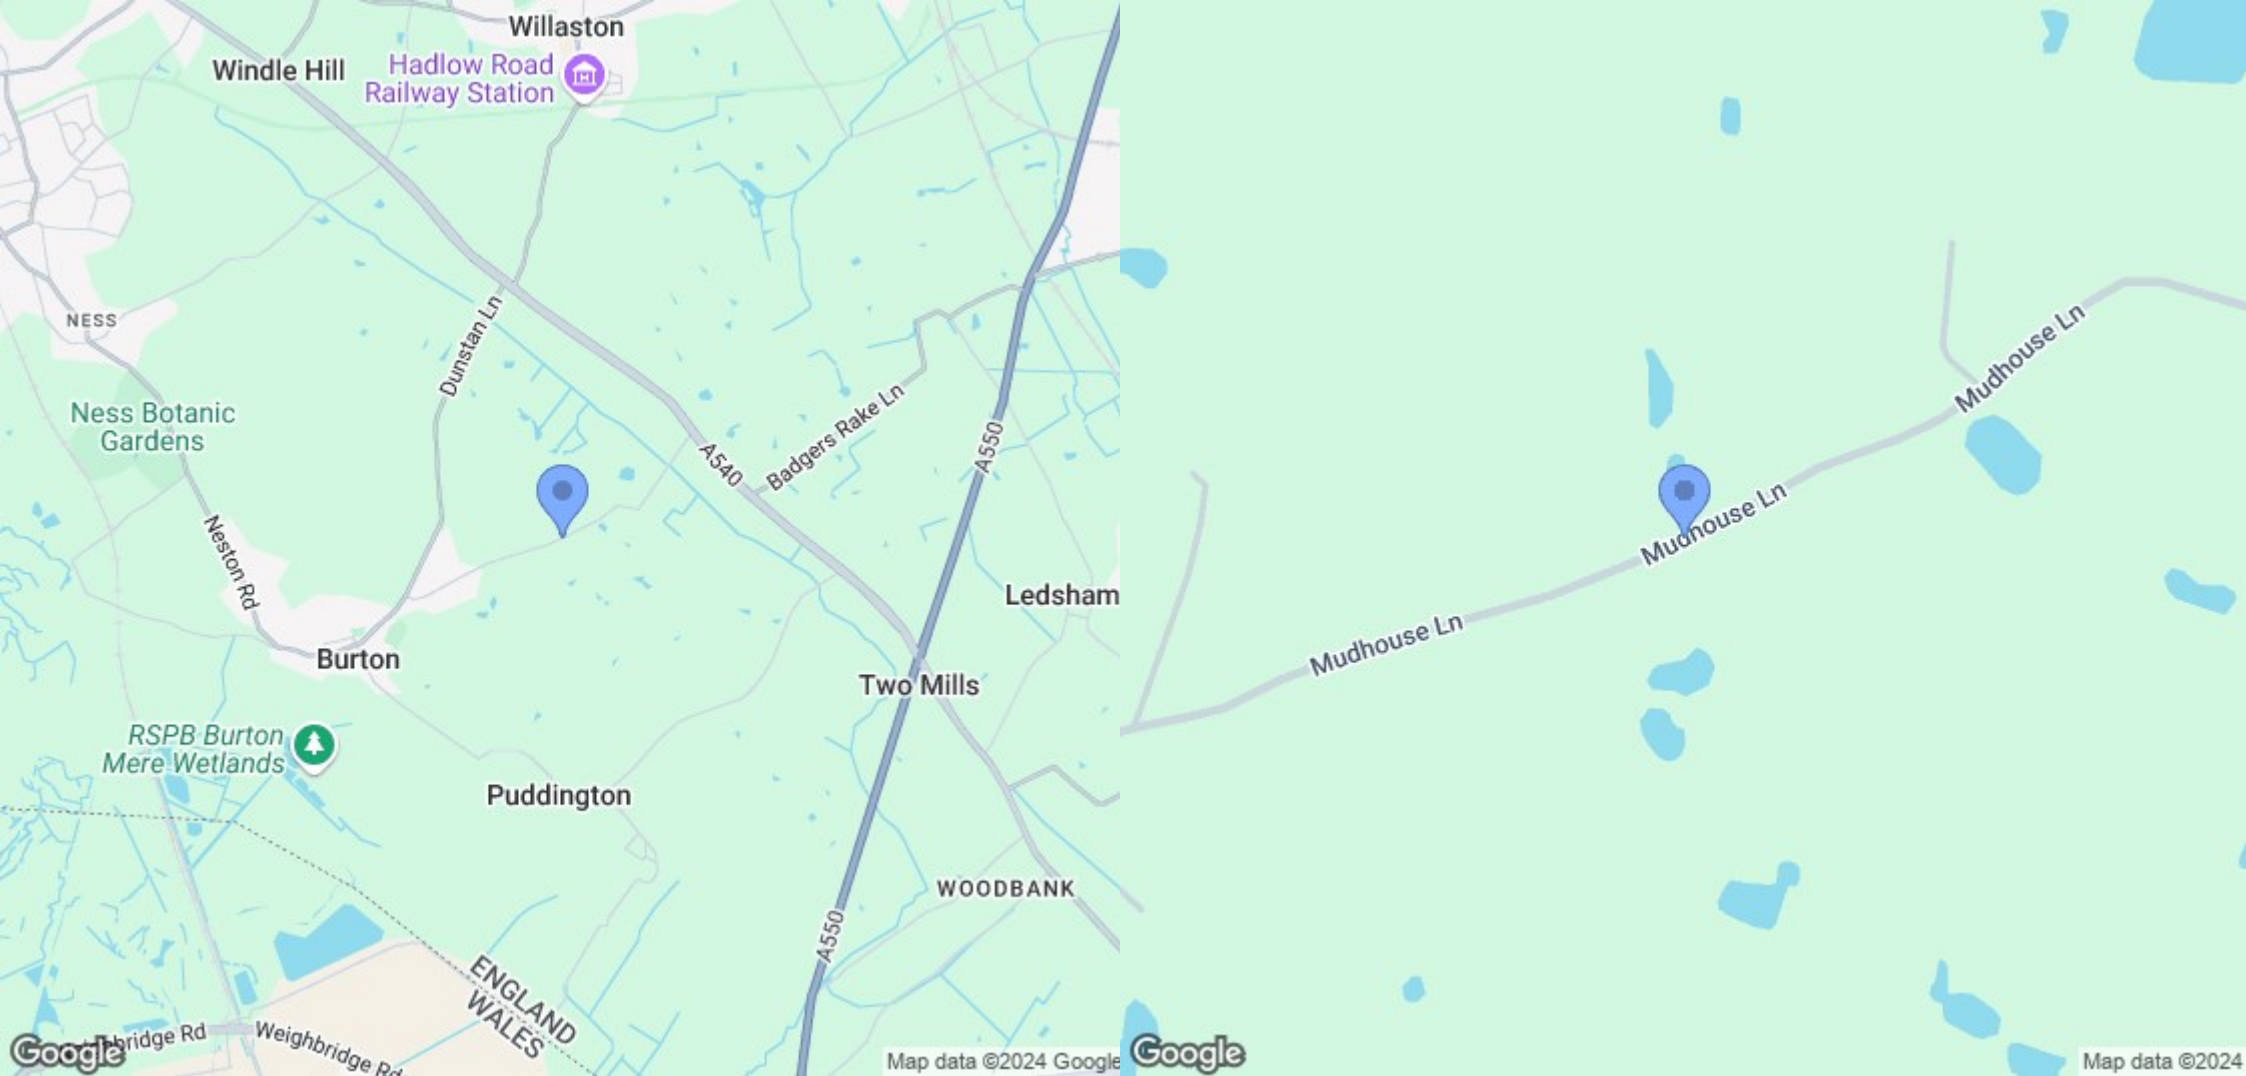 Willaston
Windle Hill
Hadlow Road
Railway Station
NESS
Dunstan Ln
Ness Botanic
Gardens
Badgers Rake Ln
A540
A550
Neston Rd
Ledsham
Burton
Two Mills
RSPB Burton
Mere Wetlands
Puddington
WOODBANK
A550
ENGLAND
WALES
bridge Rd
Weighbridge Rd
Google
Map data ©2024 Google
Mudhouse Ln
Mudhouse Ln
Mudhouse Ln
Google
Map data ©2024